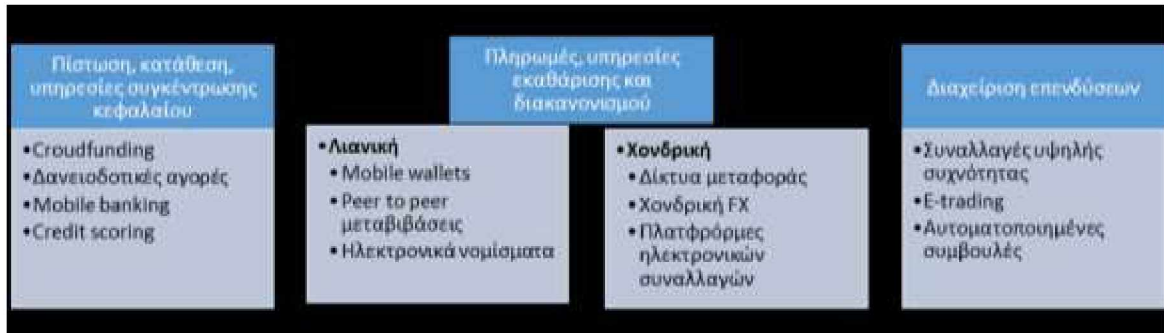 Πίστωση, κατάθεση,
υπηρεσίες συγκέντρωσης
κεφαλαίου
•Croudfunding
•Δανειοδοτικές αγορές
•Mobile banking
•Credit scoring
Πληρωμές, υπηρεσίες
εκαθάρισης και
διακανονισμού
•Λιανική
•Mobile wallets
•Peer to peer
μεταβιβάσεις
•Ηλεκτρονικά νομίσματα
•Χονδρική
•Δίκτυα μεταφοράς
•Χονδρική FX
•Πλατφρόρμες
ηλεκτρονικών
συναλλαγών
Διαχείριση επενδύσεων
•Συναλλαγές υψηλής
συχνότητας
•E-trading
•Αυτοματοποιημένες
συμβουλές